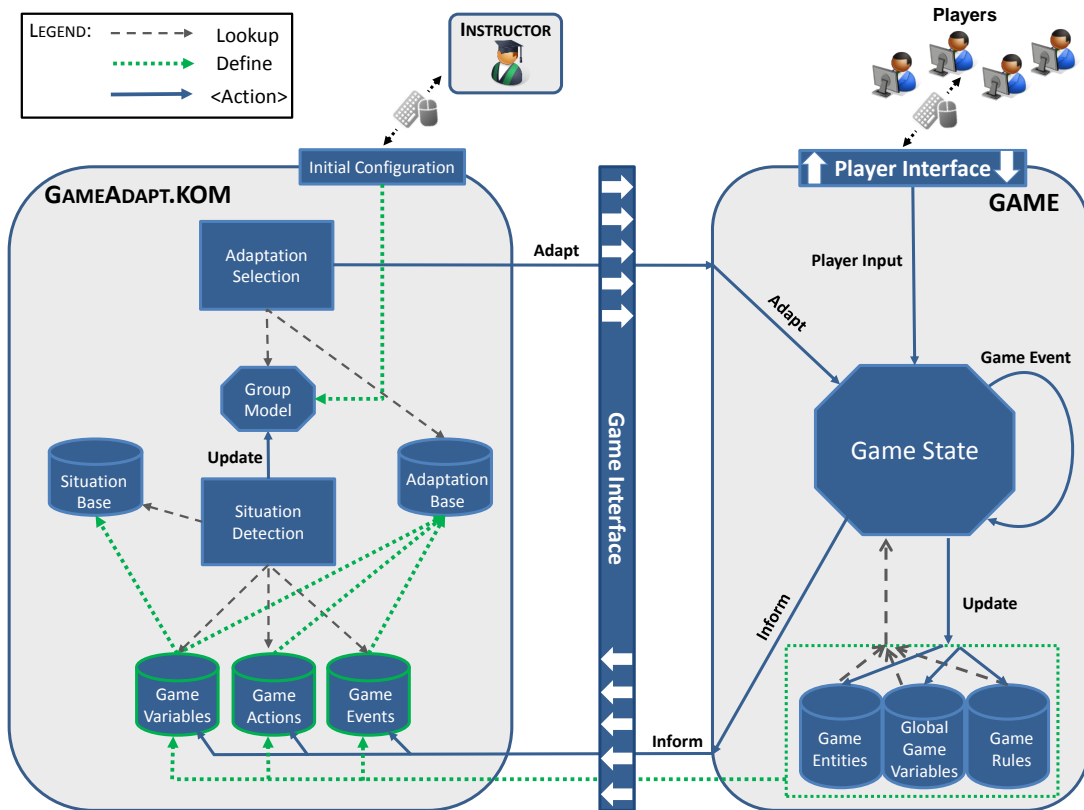 LEGEND:
Lookup
Define
<Action>
INSTRUCTOR
Players
Initial Configuration
Player Interface
GAMEADAPT.KOM
GAME
Adaptation
Selection
Adapt
Player Input
Adapt
Game Event
Group
Model
Update
Game State
Situation
Base
Situation
Detection
Adaptation
Base
Game Interface
Inform
Update
Game
Variables
Game
Actions
Game
Events
Inform
Game
Entities
Global
Game
Variables
Game
Rules